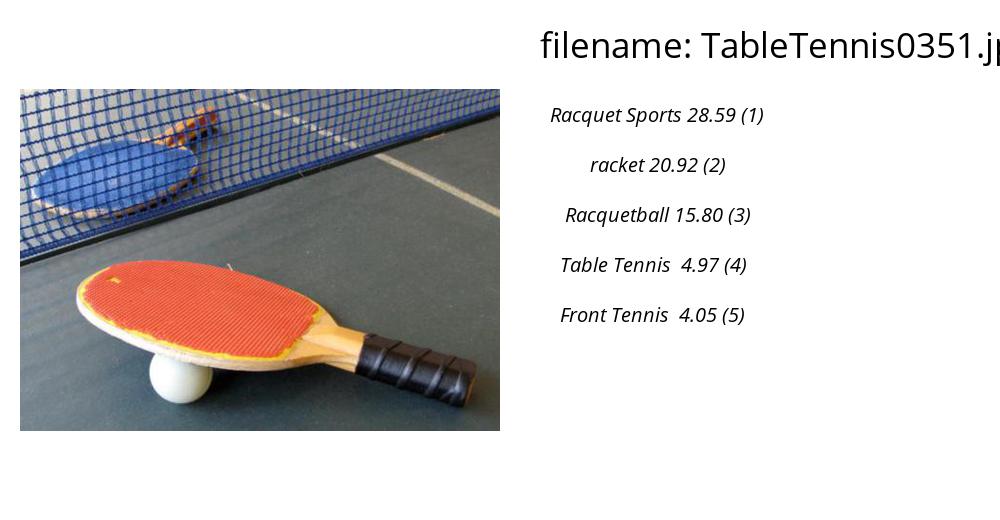 filename: TableTennis0351.jp
Racquet Sports 28.59 (1)
racket 20.92 (2)
Racquetball 15.80 (3)
Table Tennis 4.97 (4)
Front Tennis 4.05 (5)